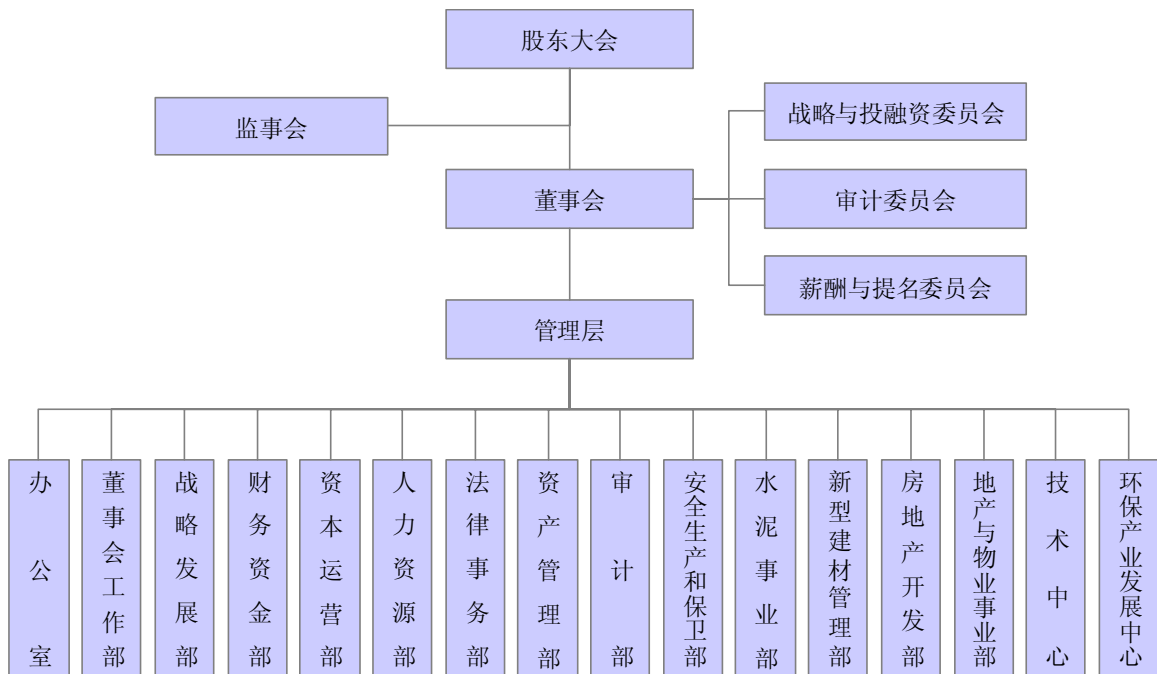 股东大会
监事会
战略与投融资委员会
董事会
审计委员会
薪酬与提名委员会
管理层
办公室
董事会工作部
战略发展部
财务资金部
资本运营部
人力资源部
法律事务部
资产管理部
审计部
安全生产和保卫部
水泥事业部
新型建材管理部
房地产开发部
地产与物业事业部
技术中心
环保产业发展中心